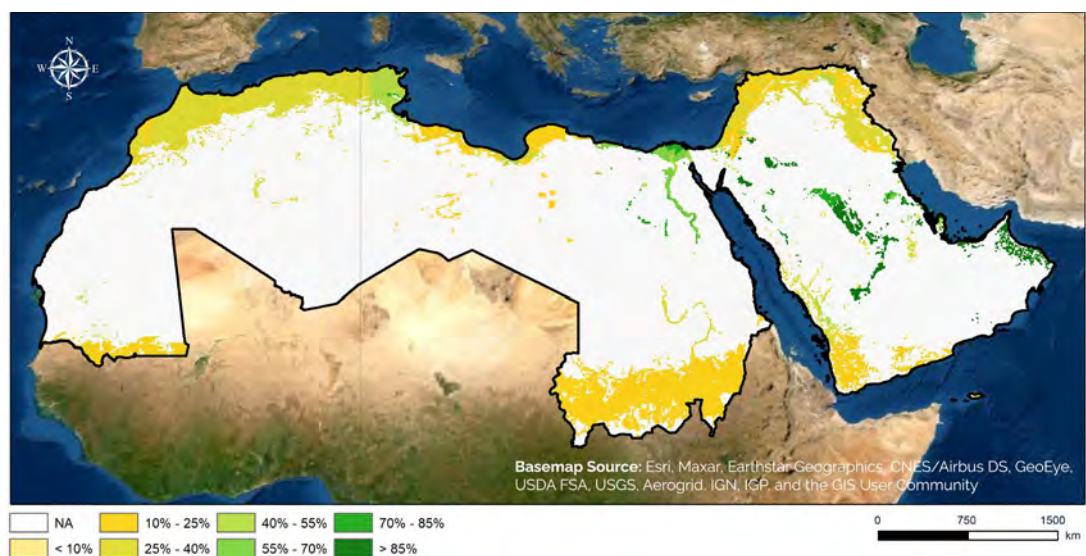 N
W E
S
Basemap Source: Esri, Maxar, Earthstar Geographics, CNES/Airbus DS, GeoEye,
USDA FSA, USGS, Aerogrid, IGN, IGP, and the GIS User Community
NA 10% - 25% 40% - 55% 70% - 85%
< 10% 25% - 40% 55% - 70% > 85%
0 750 1500
km